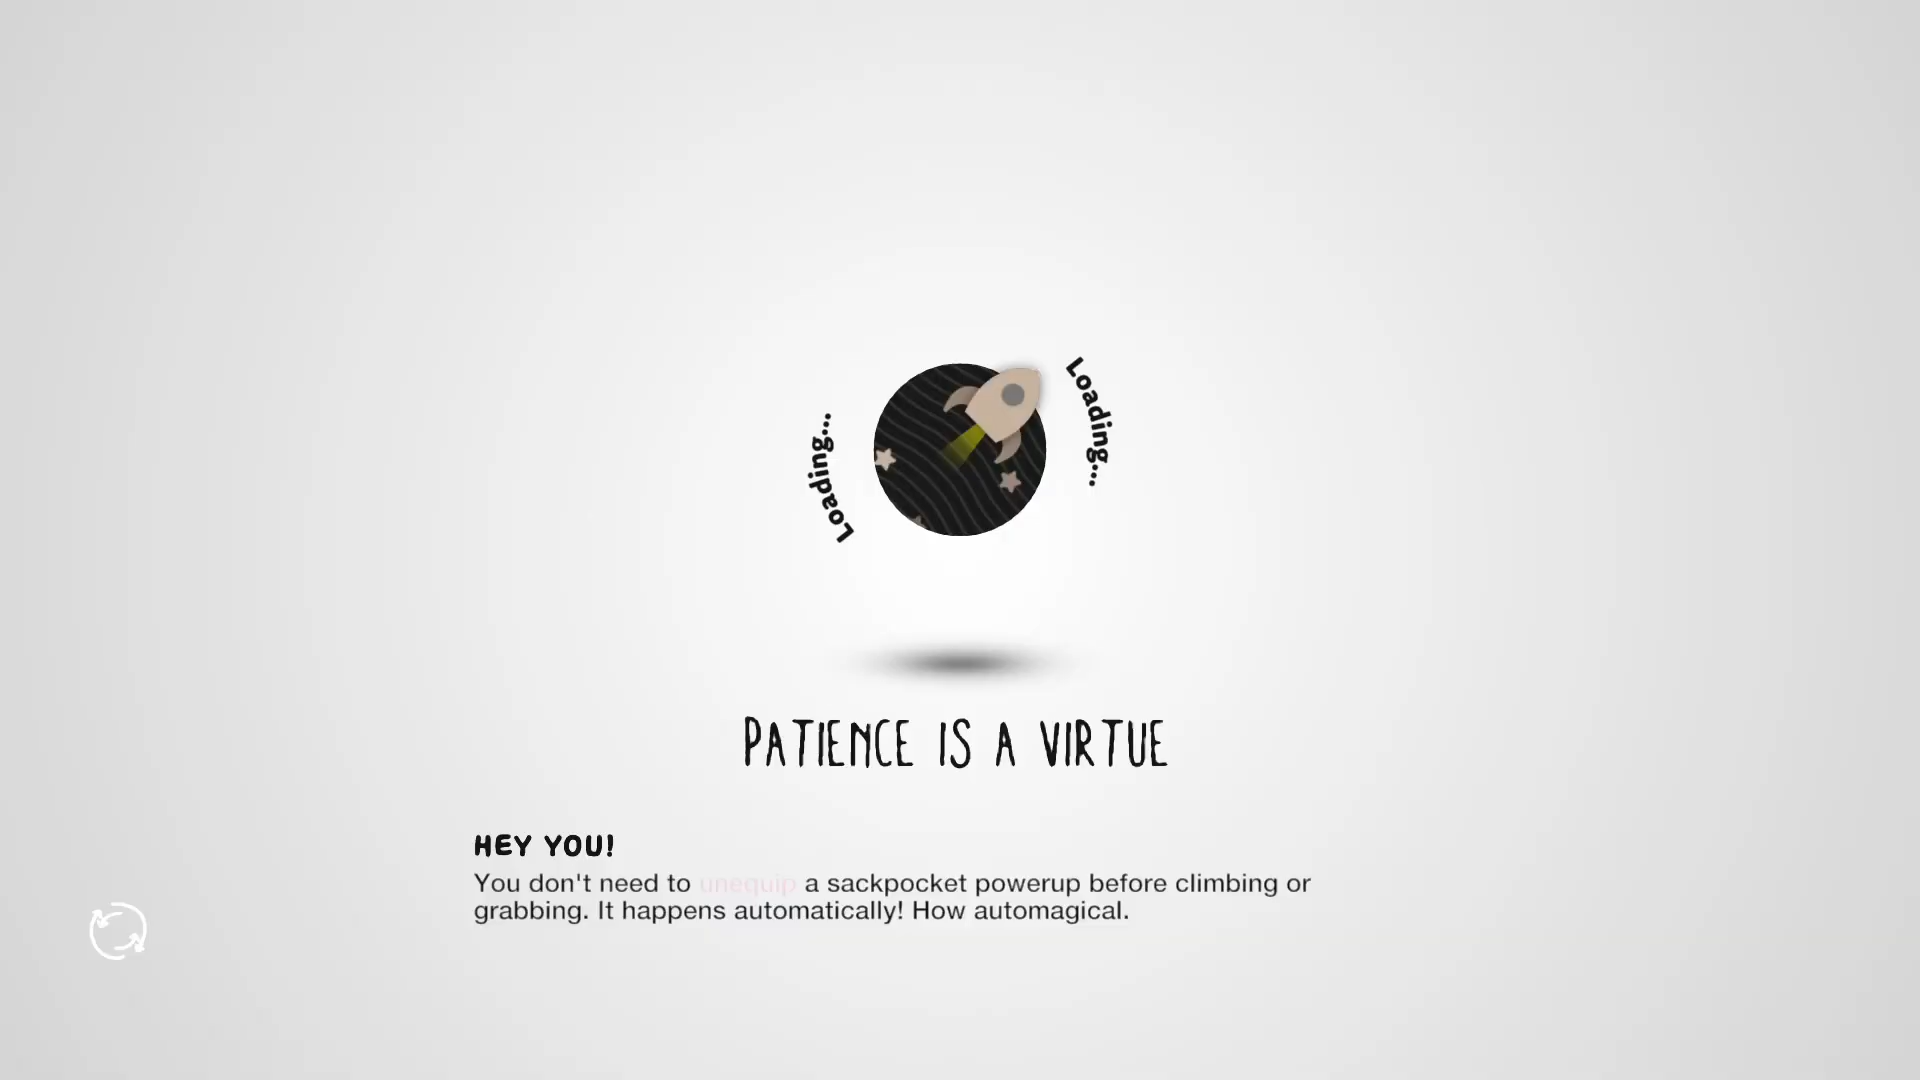 Loading...
Loading...
PATIENCE IS A VIRTUE
HEY YOU!
You don't need to unequip a sackpocket powerup before climbing or
grabbing. It happens automatically! How automagical.